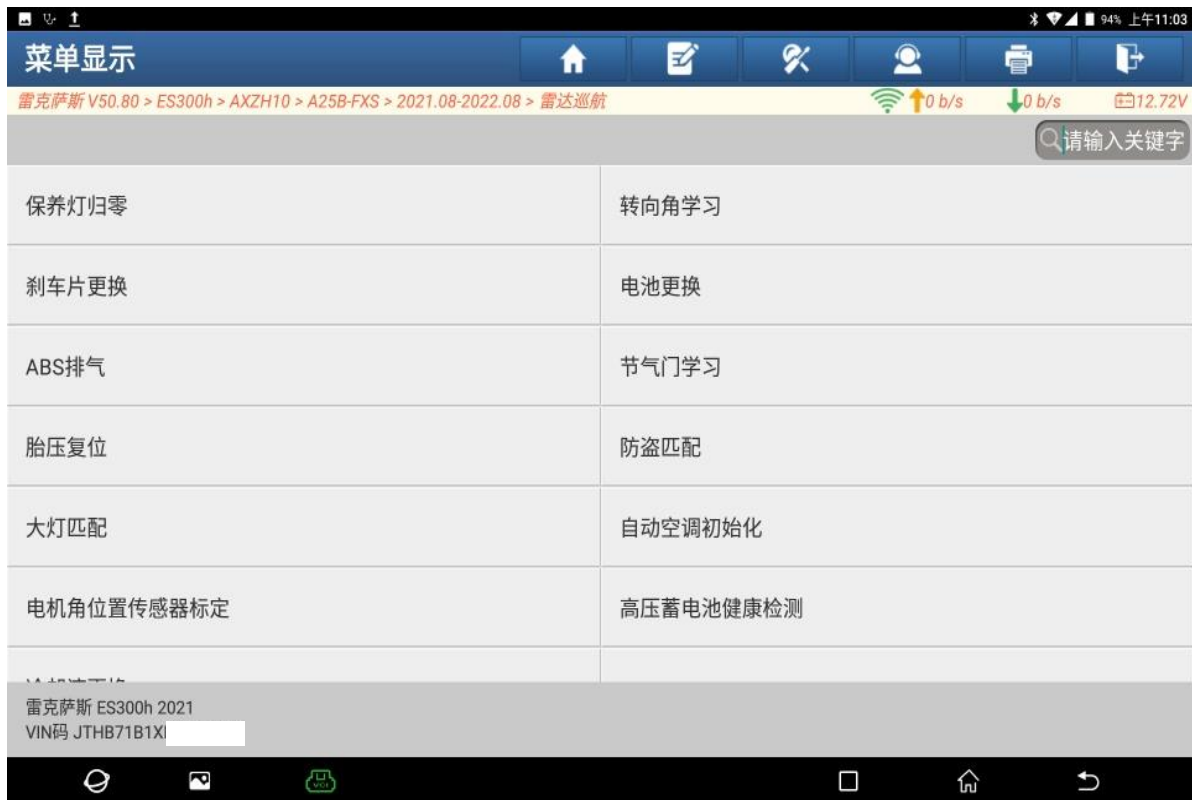 94% 上午11:03
菜单显示
雷克萨斯 V50.80 > ES300h > AXZH10 > A25B-FXS > 2021.08-2022.08 > 雷达巡航
0 b/s 0 b/s 12.72V
请输入关键字
保养灯归零 转向角学习
刹车片更换 电池更换
ABS排气 节气门学习
胎压复位 防盗匹配
大灯匹配 自动空调初始化
电机角位置传感器标定 高压蓄电池健康检测
雷克萨斯 ES300h 2021
VIN码 JTHB71B1X
VCI